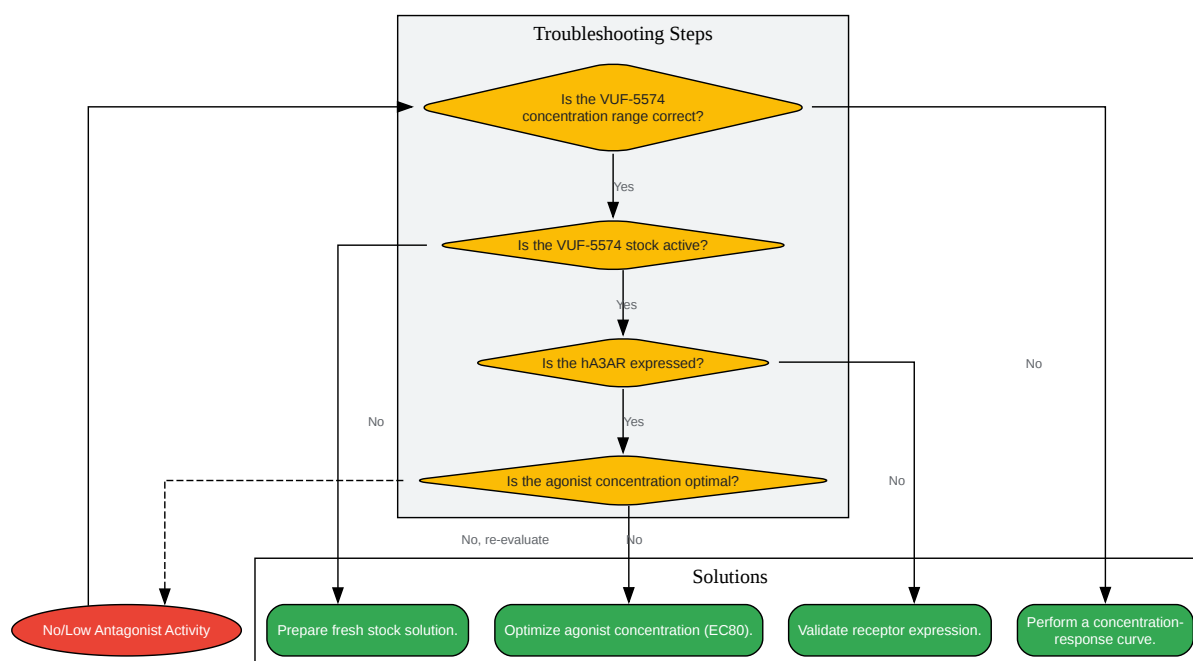 Troubleshooting Steps
Is the VUF-5574
concentration range correct?
Yes
Is the VUF-5574 stock active?
Yes
Is the hA3AR expressed?
No
No
Yes
Is the agonist concentration optimal?
No
No, re-evaluate
No
Solutions
No/Low Antagonist Activity
Prepare fresh stock solution.
Optimize agonist concentration (EC80).
Validate receptor expression.
Perform a concentration-
response curve.